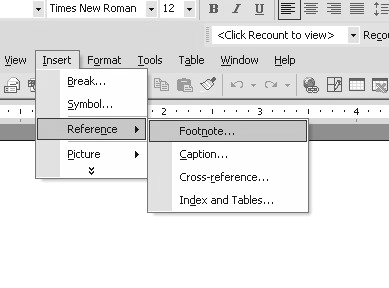 Times New Roman 12 B I U
<Click Recount to view> Reco
View Insert Format Tools Table Window Help
Break...
Symbol...
Reference
Picture
2 3 4
Footnote...
Caption...
Cross-reference...
Index and Tables...